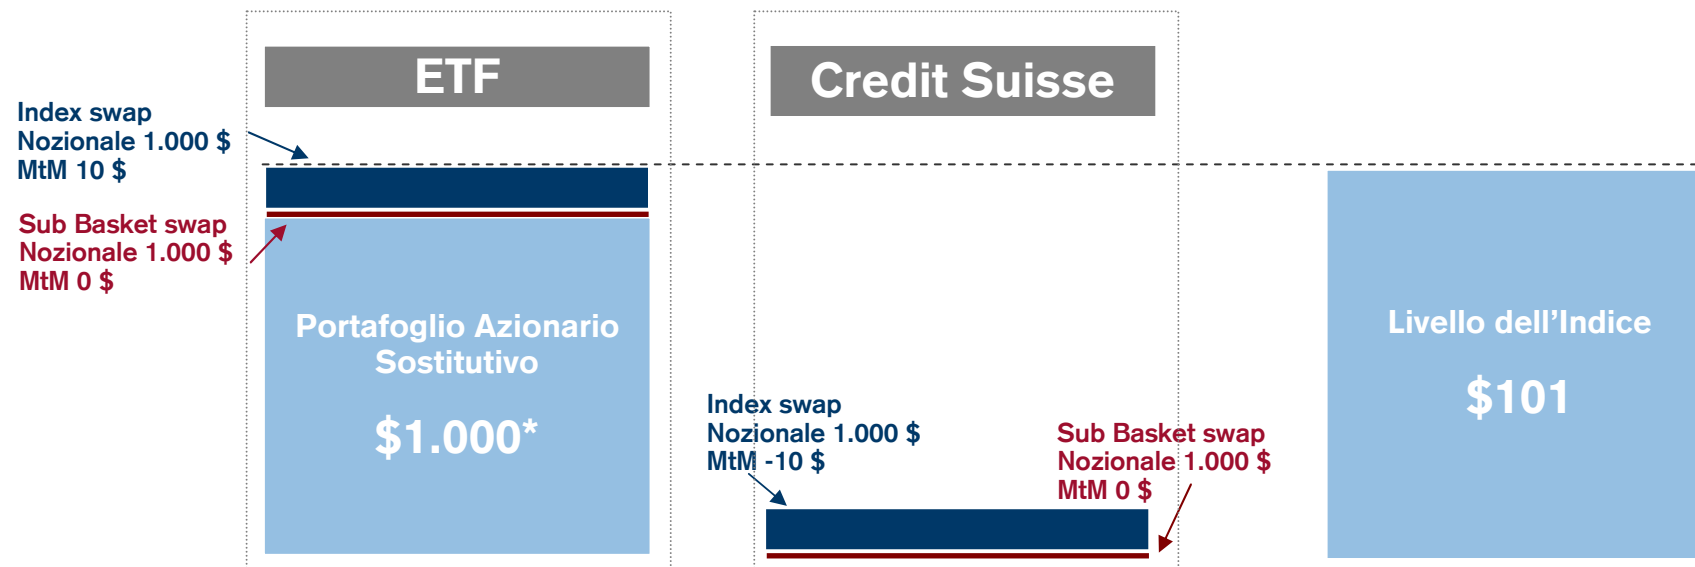 ETF
Credit Suisse
Index swap
Nozionale 1.000 $
MtM 10 $
Sub Basket swap
Nozionale 1.000 $
MtM 0 $
Portafoglio Azionario
Sostitutivo
$1.000*
Index swap
Nozionale 1.000 $
MtM -10 $
Sub Basket swap
Nozionale 1.000 $
MtM 0 $
Livello dell'Indice
$101